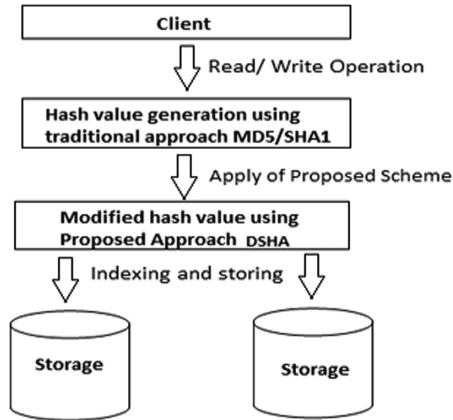 Client
Read/ Write Operation
Hash value generation using
traditional approach MD5/SHA1
Apply of Proposed Scheme
Modified hash value using
Proposed Approach DSHA
Indexing and storing
Storage
Storage